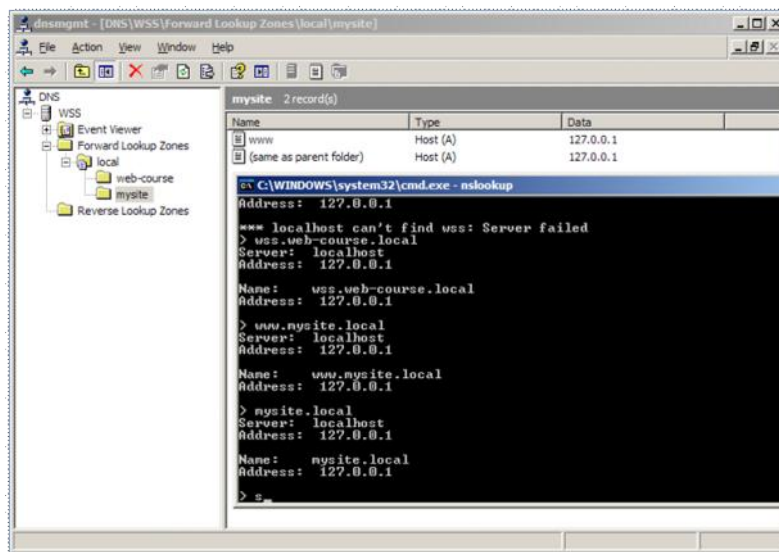 dnsmgmt - [DNS\WSS\Forward Lookup Zones\local\mysite]
File Action View Window Help
DNS
WSS
Event Viewer
Forward Lookup Zones
local
web-course
mysite
Reverse Lookup Zones
mysite 2 record(s)
Name Type Data
www Host (A) 127.0.0.1
(same as parent folder) Host (A) 127.0.0.1
C:\WINDOWS\system32\cmd.exe - nslookup
Address: 127.0.0.1
*** localhost can't find wss: Server failed
> wss.web-course.local
Server: localhost
Address: 127.0.0.1
Name: wss.web-course.local
Address: 127.0.0.1
> www.mysite.local
Server: localhost
Address: 127.0.0.1
Name: www.mysite.local
Address: 127.0.0.1
> mysite.local
Server: localhost
Address: 127.0.0.1
Name: mysite.local
Address: 127.0.0.1
> s_